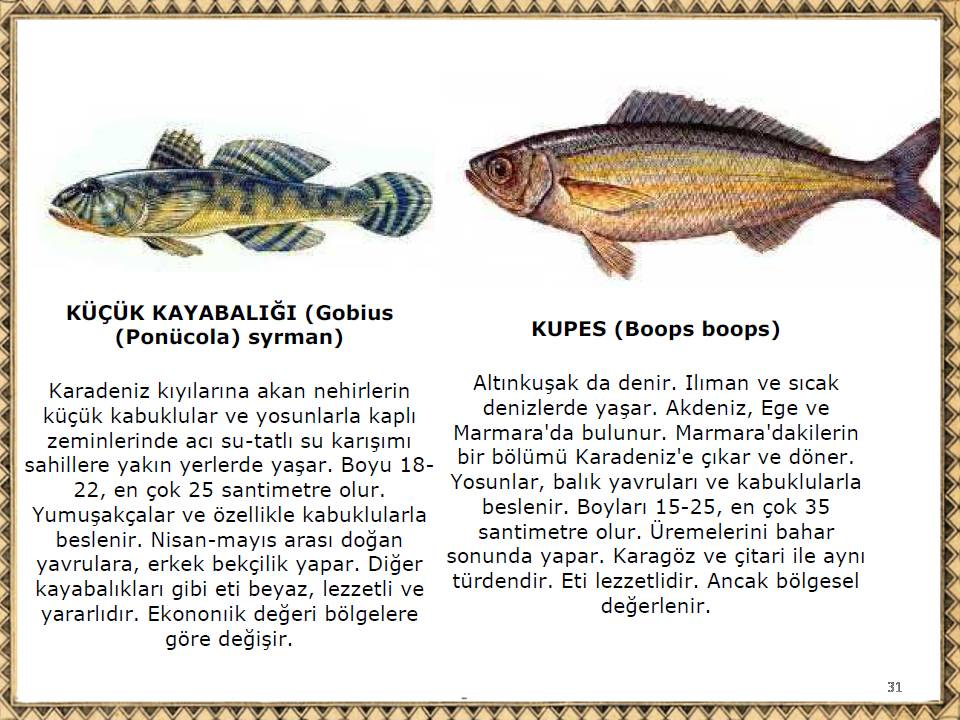 KÜÇÜK KAYABALIĞI (Gobius
(Ponücola) syrman)
Karadeniz kıyılarına akan nehirlerin
küçük kabuklular ve yosunlarla kaplı
zeminlerinde acı su-tatlı su karışımı
sahillere yakın yerlerde yaşar. Boyu 18-
22, en çok 25 santimetre olur.
Yumuşakçalar ve özellikle kabuklularla
beslenir. Nisan-mayıs arası doğan
yavrulara, erkek bekçilik yapar. Diğer
kayabalıkları gibi eti beyaz, lezzetli ve
yararlıdır. Ekononıik değeri bölgelere
göre değişir.
KUPES (Boops boops)
Altınkuşak da denir. Ilıman ve sıcak
denizlerde yaşar. Akdeniz, Ege ve
Marmara'da bulunur. Marmara'dakilerin
bir bölümü Karadeniz'e çıkar ve döner.
Yosunlar, balık yavruları ve kabuklularla
beslenir. Boyları 15-25, en çok 35
santimetre olur. Üremelerini bahar
sonunda yapar. Karagöz ve çitari ile aynı
türdendir. Eti lezzetlidir. Ancak bölgesel
değerlenir.
-
31